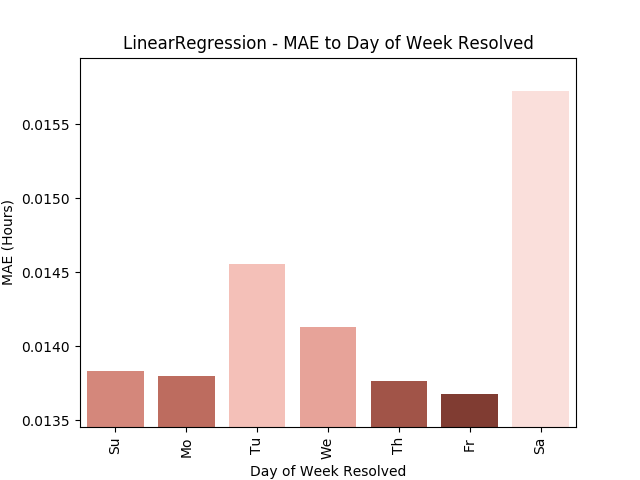 LinearRegression - MAE to Day of Week Resolved
MAE (Hours)
0.0155
0.0150
0.0145
0.0140
0.0135
Su
Mo
Tu
We
Th
Fr
Sa
Day of Week Resolved